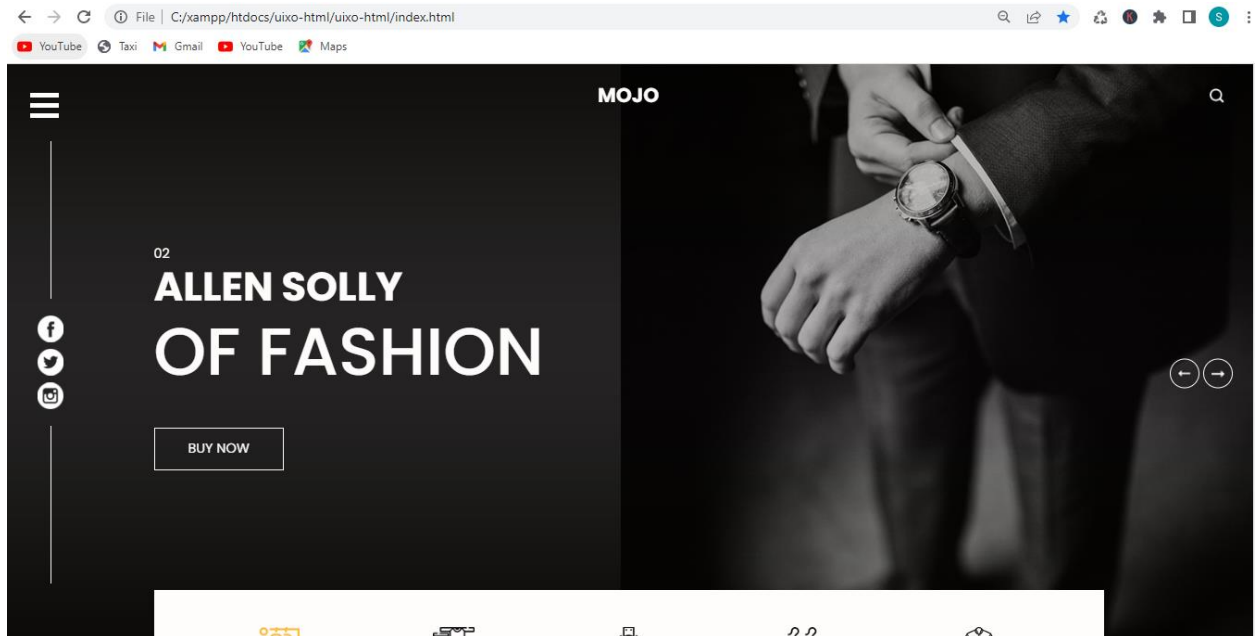 File | C:/xampp/htdocs/uixo-html/uixo-html/index.html
K
S
YouTube Taxi Gmail YouTube Maps
MOJO
02
ALLEN SOLLY
OF FASHION
BUY NOW